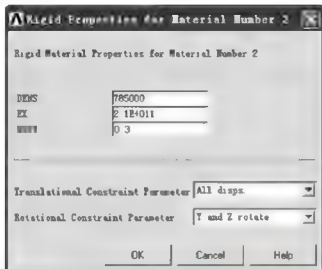 Rigid Properties for Material Number 2
Rigid Material Properties for Material Number 2
DENS 785000
EX 2 1E+011
NUXY 0 3
Translational Constraint Parameter All disps.
Rotational Constraint Parameter Y and Z rotate
OK Cancel Help